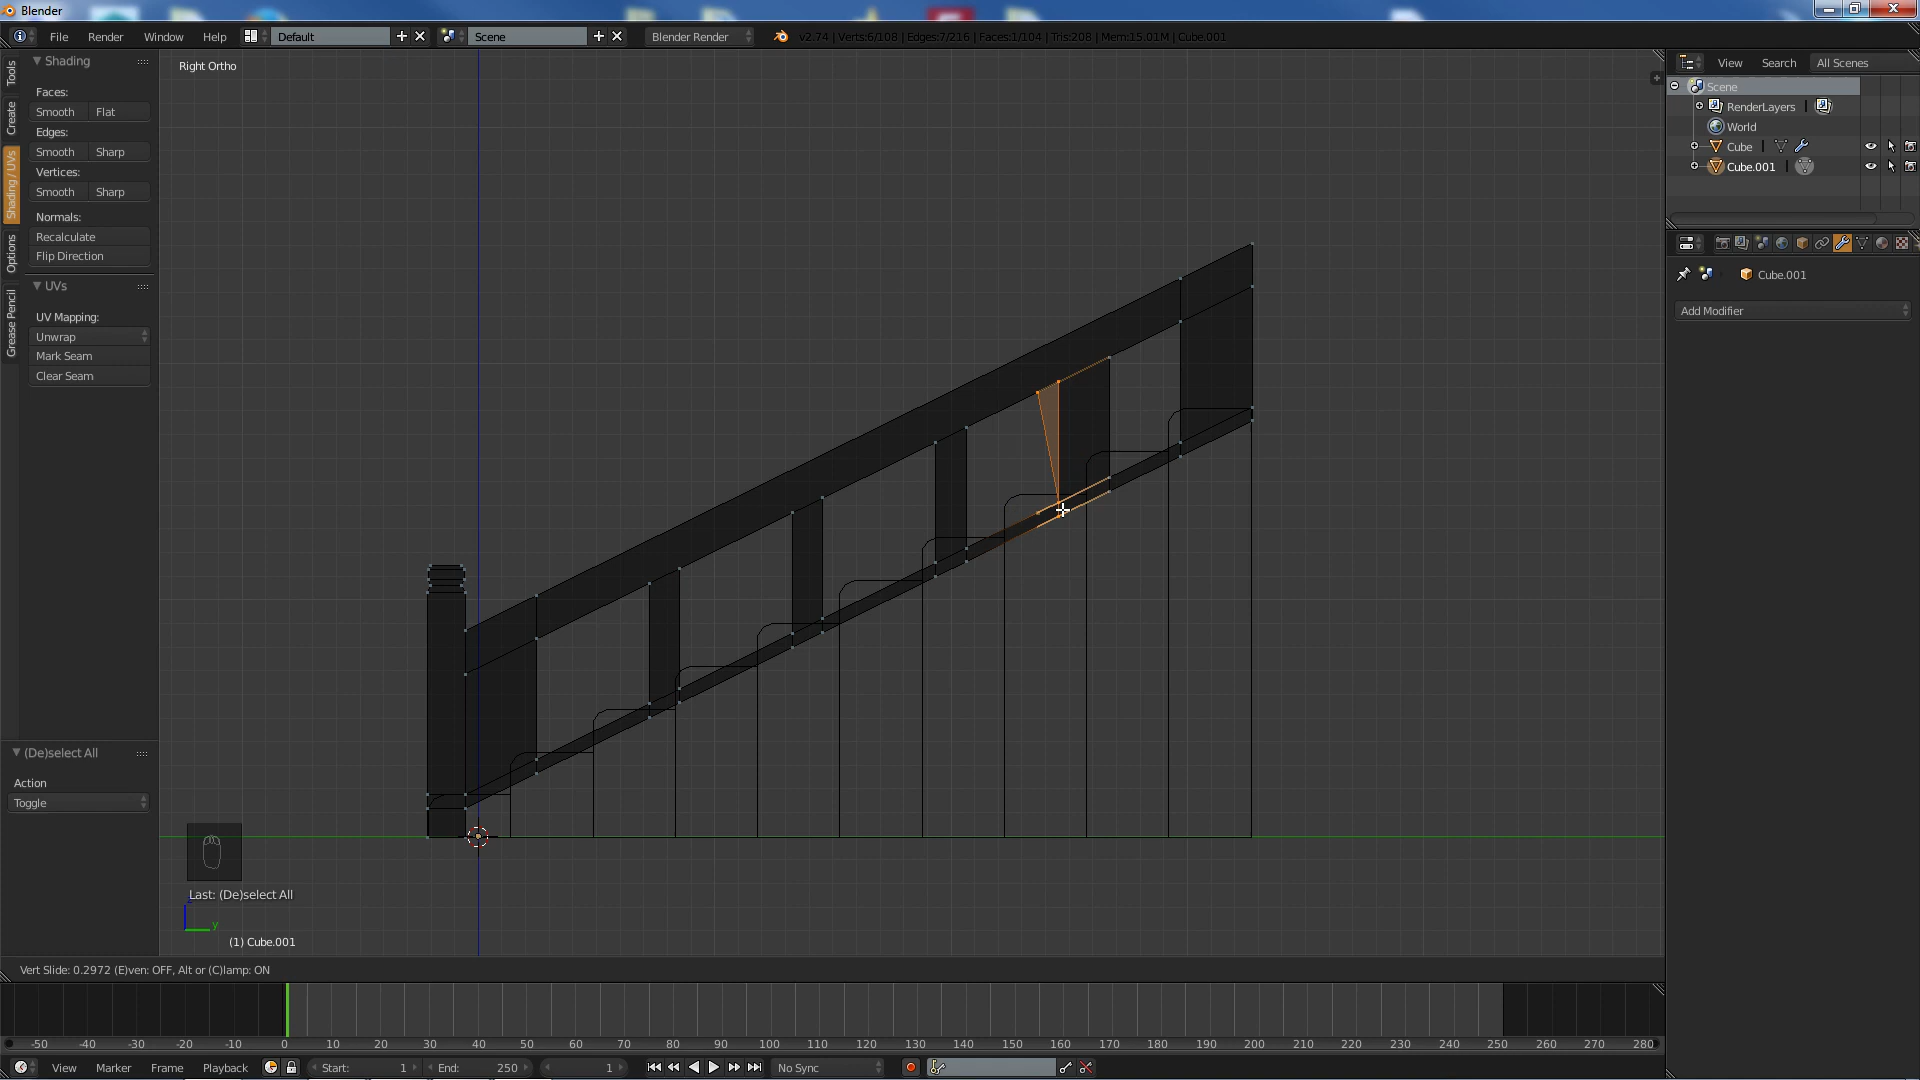 Blender
File Render Window Help Default Scene Blender Render v2.74 | Verts:6/108 | Edges:7/216 | Faces:1/104 | Tris:208 | Mem:15.01M | Cube.001
Tools
Create
Shading / UVs
Options
Grease Pencil
Shading
Faces:
Smooth Flat
Edges:
Smooth Sharp
Vertices:
Smooth Sharp
Normals:
Recalculate
Flip Direction
UVs
UV Mapping:
Unwrap
Mark Seam
Clear Seam
(De)select All
Action
Toggle
Right Ortho
Last: (De)select All
y
(1) Cube.001
View Search All Scenes
Scene
RenderLayers
World
Cube
Cube.001
Cube.001
Add Modifier
Vert Slide: 0.2972 (E)ven: OFF, Alt or (C)lamp: ON
-50 -40 -30 -20 -10 0 10 20 30 40 50 60 70 80 90 100 110 120 130 140 150 160 170 180 190 200 210 220 230 240 250 260 270 280
View Marker Frame Playback Start: 1 End: 250 1 No Sync